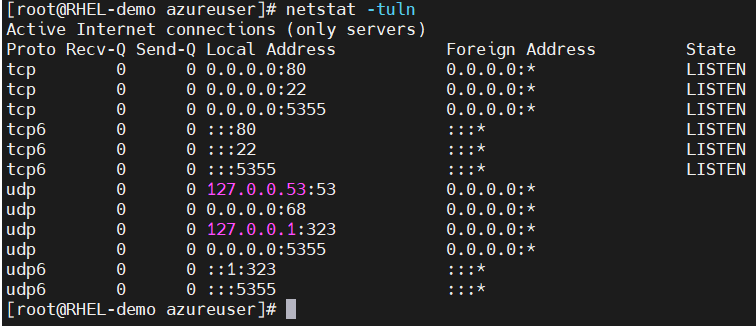 [root@RHEL-demo azureuser]# netstat -tuln
Active Internet connections (only servers)
Proto Recv-Q Send-Q Local Address           Foreign Address         State
tcp        0      0 0.0.0.0:80              0.0.0.0:*               LISTEN
tcp        0      0 0.0.0.0:22              0.0.0.0:*               LISTEN
tcp        0      0 0.0.0.0:5355            0.0.0.0:*               LISTEN
tcp6       0      0 :::80                   :::*                    LISTEN
tcp6       0      0 :::22                   :::*                    LISTEN
tcp6       0      0 :::5355                 :::*                    LISTEN
udp        0      0 127.0.0.53:53           0.0.0.0:*
udp        0      0 0.0.0.0:68              0.0.0.0:*
udp        0      0 127.0.0.1:323           0.0.0.0:*
udp        0      0 0.0.0.0:5355            0.0.0.0:*
udp6       0      0 ::1:323                 :::*
udp6       0      0 :::5355                 :::*
[root@RHEL-demo azureuser]#